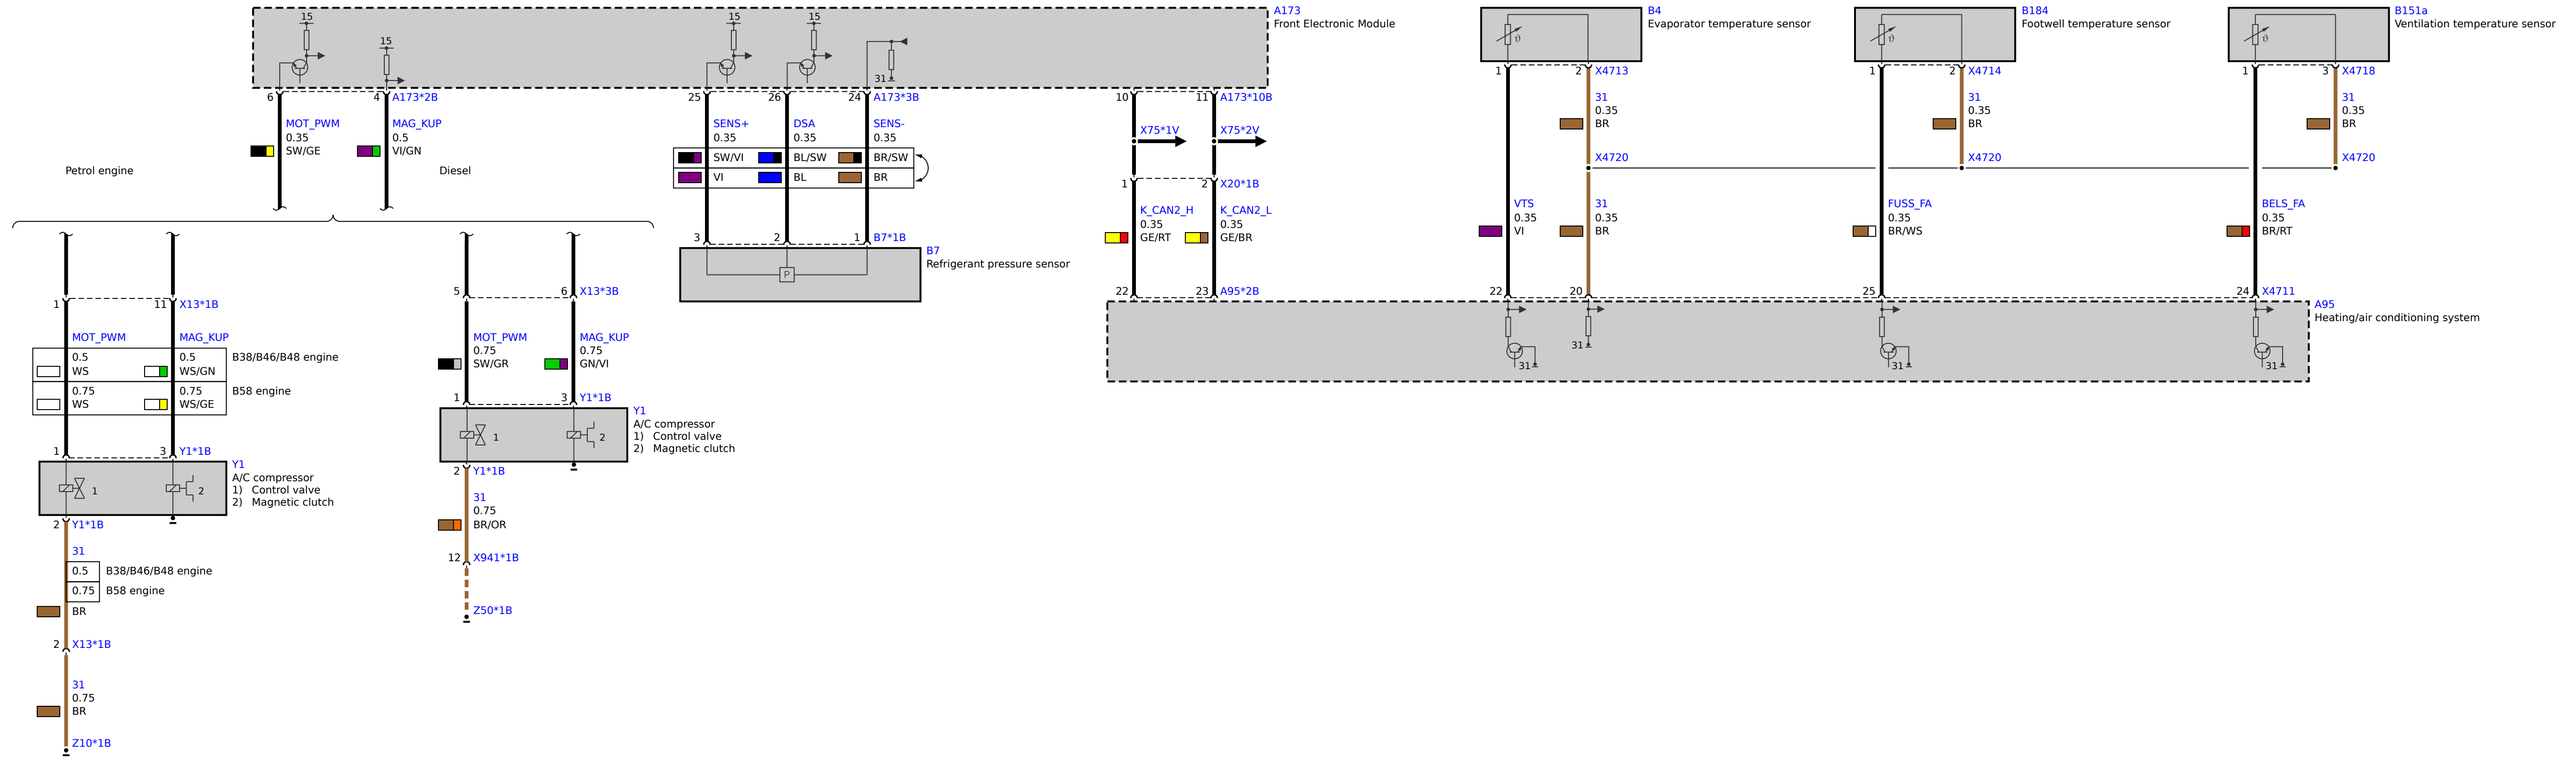 A173
Front Electronic Module
15
15
15
15
31
6
4
A173*2B
25
26
24
A173*3B
10
11
A173*10B
MOT_PWM
0.35
SW/GE
MAG_KUP
0.5
VI/GN
Petrol engine
Diesel
SENS+
0.35
DSA
0.35
SENS-
0.35
SW/VI
BL/SW
BR/SW
VI
BL
BR
3
2
1
B7*1B
B7
Refrigerant pressure sensor
P
X75*1V
X75*2V
1
2
X20*1B
K_CAN2_H
0.35
GE/RT
K_CAN2_L
0.35
GE/BR
22
23
A95*2B
B4
Evaporator temperature sensor
ϑ
1
2
X4713
31
0.35
BR
X4720
VTS
0.35
VI
31
0.35
BR
22
20
B184
Footwell temperature sensor
ϑ
1
2
X4714
31
0.35
BR
X4720
FUSS_FA
0.35
BR/WS
25
B151a
Ventilation temperature sensor
ϑ
1
3
X4718
31
0.35
BR
X4720
BELS_FA
0.35
BR/RT
24
X4711
A95
Heating/air conditioning system
31
31
31
31
1
11
X13*1B
MOT_PWM
MAG_KUP
0.5
WS
0.5
WS/GN
B38/B46/B48 engine
0.75
WS
0.75
WS/GE
B58 engine
1
3
Y1*1B
Y1
A/C compressor
1) Control valve
2) Magnetic clutch
1
2
2
Y1*1B
31
0.5
B38/B46/B48 engine
0.75
B58 engine
BR
2
X13*1B
31
0.75
BR
Z10*1B
5
6
X13*3B
MOT_PWM
0.75
SW/GR
MAG_KUP
0.75
GN/VI
1
3
Y1*1B
Y1
A/C compressor
1) Control valve
2) Magnetic clutch
1
2
2
Y1*1B
31
0.75
BR/OR
12
X941*1B
Z50*1B